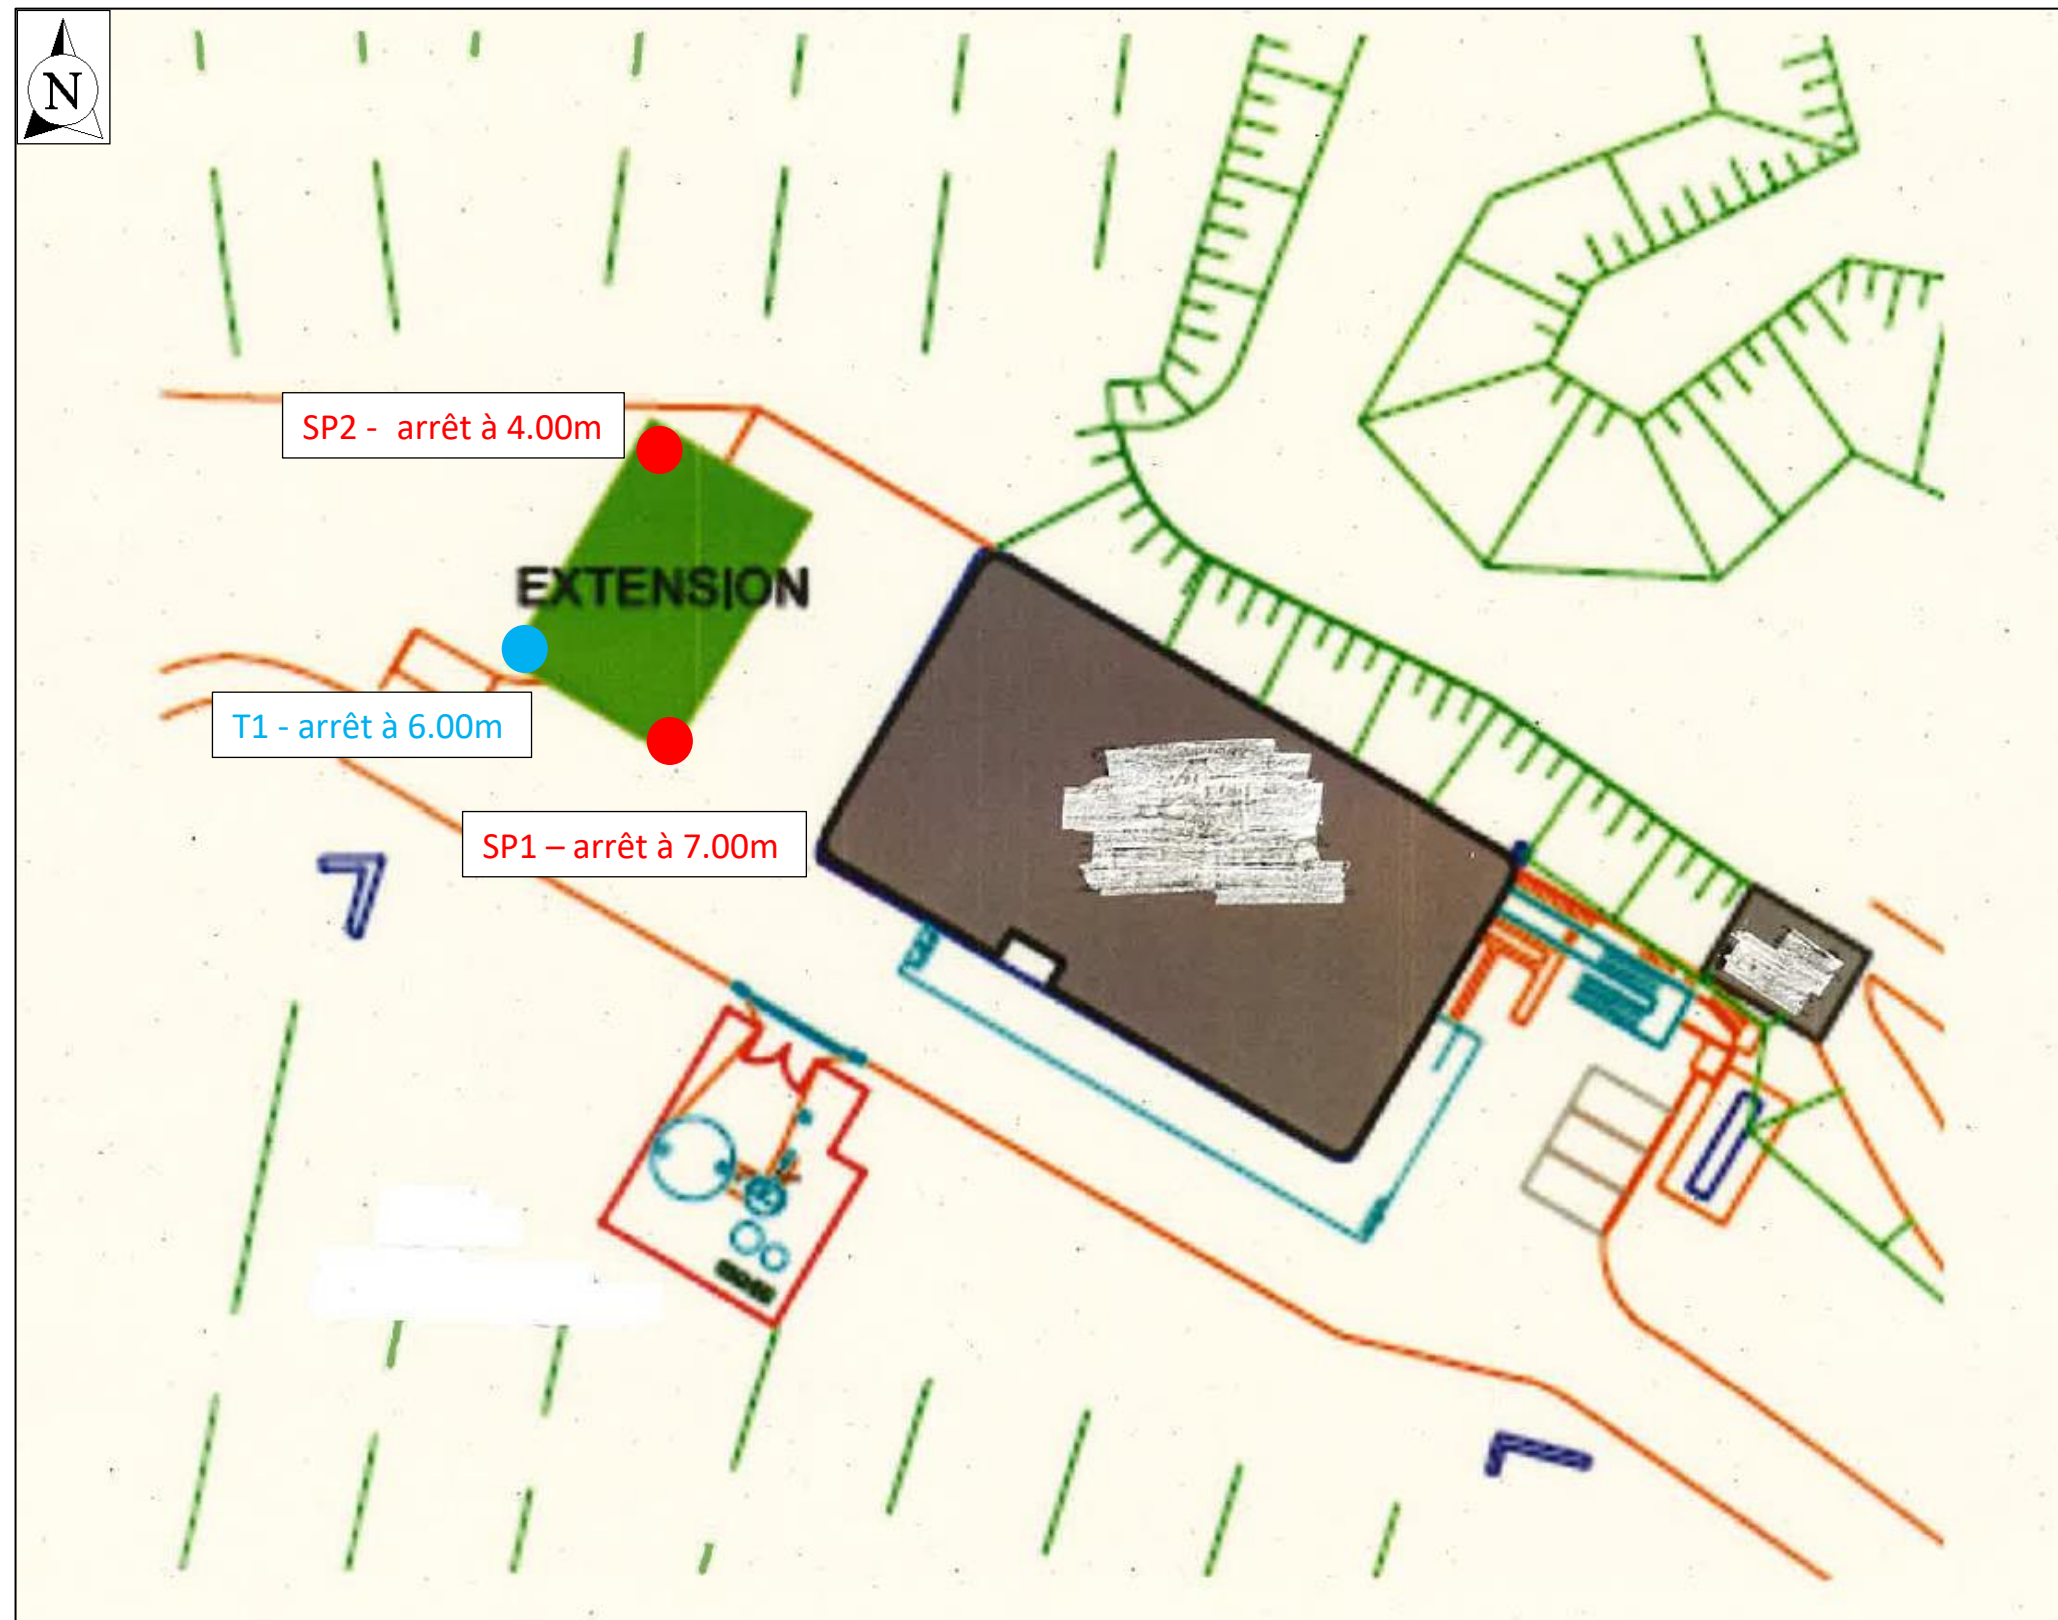 N
SP2 - arrêt à 4.00m
EXTENSION
T1 - arrêt à 6.00m
SP1 – arrêt à 7.00m